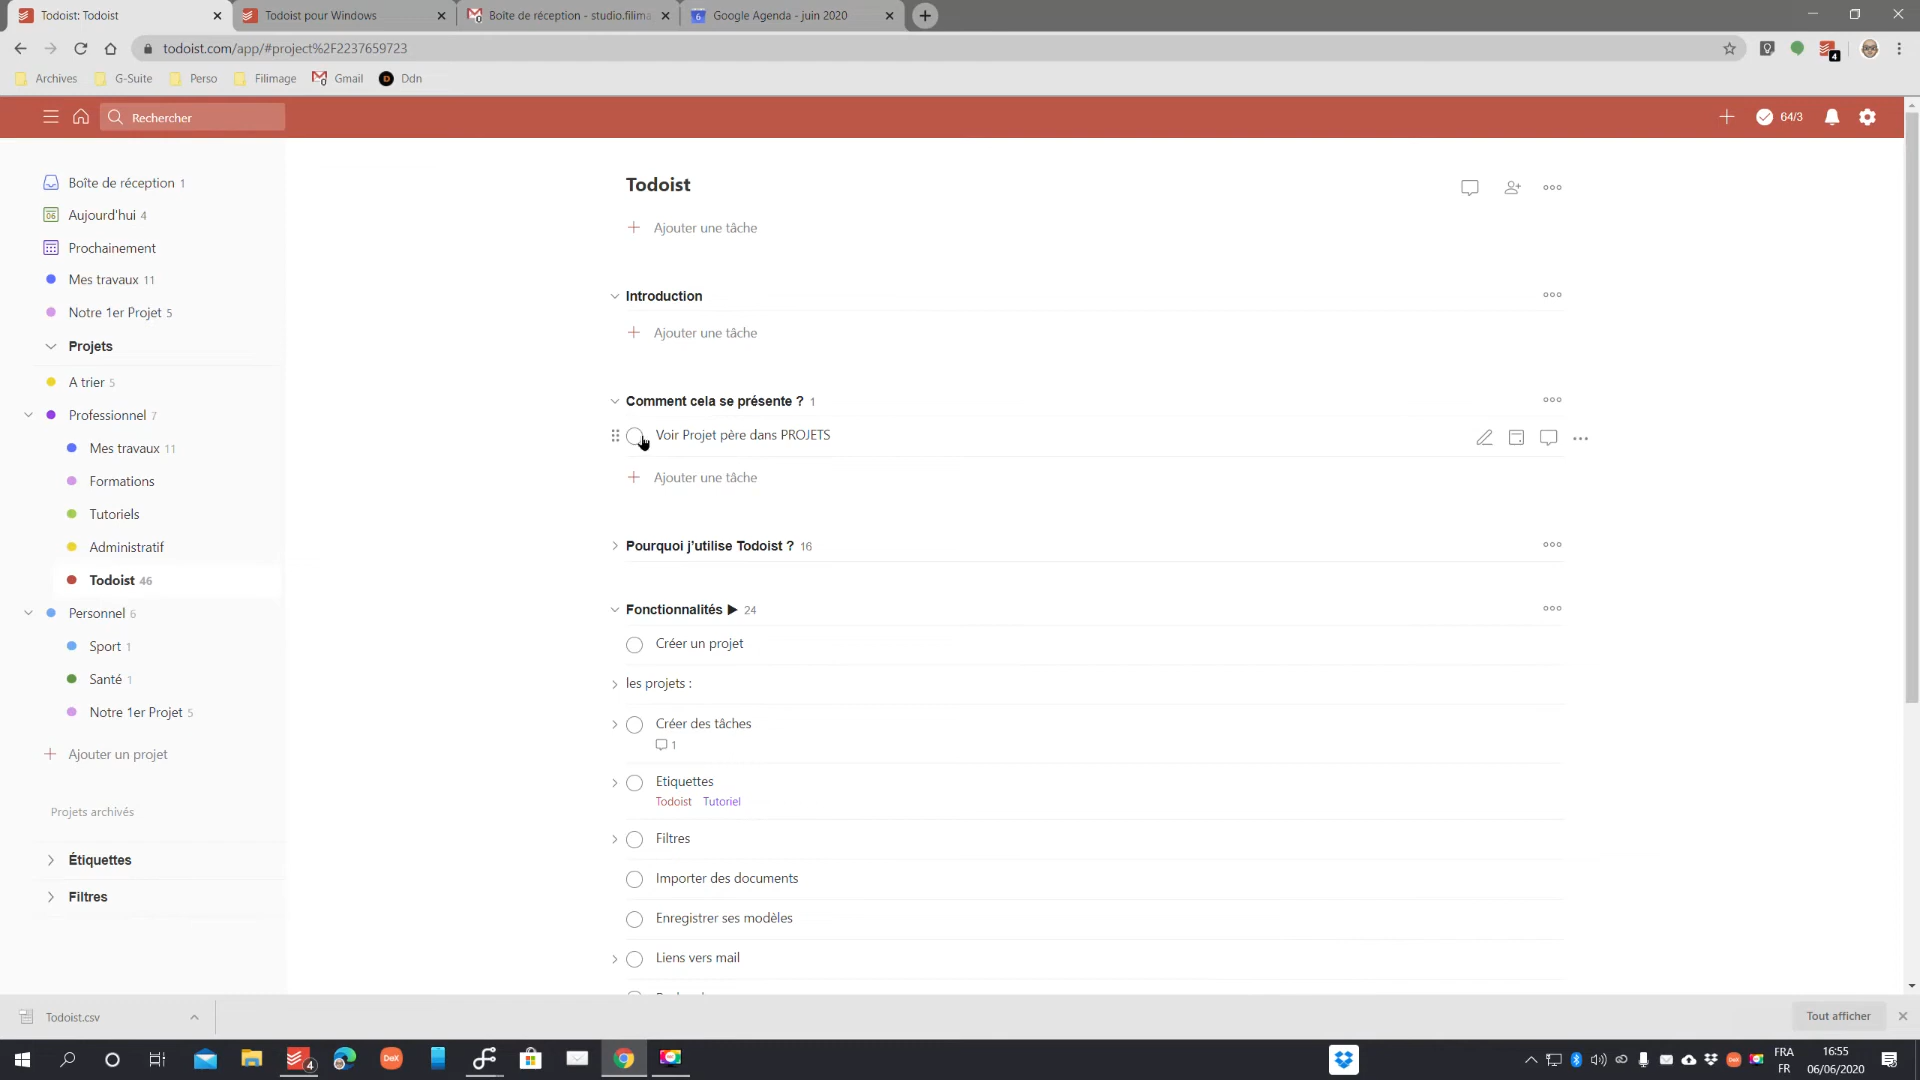 Todoist: Todoist
Todoist pour Windows
Boîte de réception - studo.filima
Google Agenda - juin 2020
todoist.com/app/#project%2F2237659723
4
Archives
G-Suite
Perso
Filimage
Gmail
Ddn
Rechercher
64/3
Boîte de réception 1
Aujourd'hui 4
Prochainement
Mes travaux 11
Notre 1er Projet 5
Projets
A trier 5
Professionnel 7
Mes travaux 11
Formations
Tutoriels
Administratif
Todoist 46
Personnel 6
Sport 1
Santé 1
Notre 1er Projet 5
Ajouter un projet
Projets archivés
Étiquettes
Filtres
Todoist
Ajouter une tâche
Introduction
Ajouter une tâche
Comment cela se présente ? 1
Voir Projet père dans PROJETS
Ajouter une tâche
Pourquoi j'utilise Todoist ? 16
Fonctionnalités ▶ 24
Créer un projet
les projets :
Créer des tâches
1
Etiquettes
Todoist Tutoriel
Filtres
Importer des documents
Enregistrer ses modèles
Liens vers mail
Todoist.csv
Tout afficher
4
DeX
FRA
FR
16:55
06/06/2020